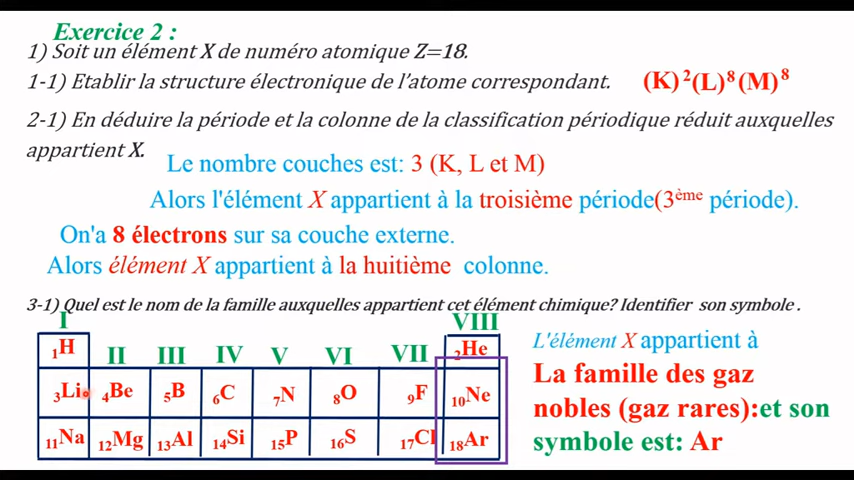 Exercice 2 :
1) Soit un élément X de numéro atomique Z=18.
1-1) Etablir la structure électronique de l'atome correspondant. (K)²(L)⁸(M)⁸
2-1) En déduire la période et la colonne de la classification périodique réduit auxquelles
appartient X.
Le nombre couches est: 3 (K, L et M)
Alors l'élément X appartient à la troisième période(3ème période).
On'a 8 électrons sur sa couche externe.
Alors élément X appartient à la huitième colonne.
3-1) Quel est le nom de la famille auxquelles appartient cet élément chimique? Identifier son symbole .
I VIII
₁H II III IV V VI VII ₂He
₃Li ₄Be ₅B ₆C ₇N ₈O ₉F ₁₀Ne
₁₁Na ₁₂Mg ₁₃Al ₁₄Si ₁₅P ₁₆S ₁₇Cl ₁₈Ar
L'élément X appartient à
La famille des gaz
nobles (gaz rares):et son
symbole est: Ar